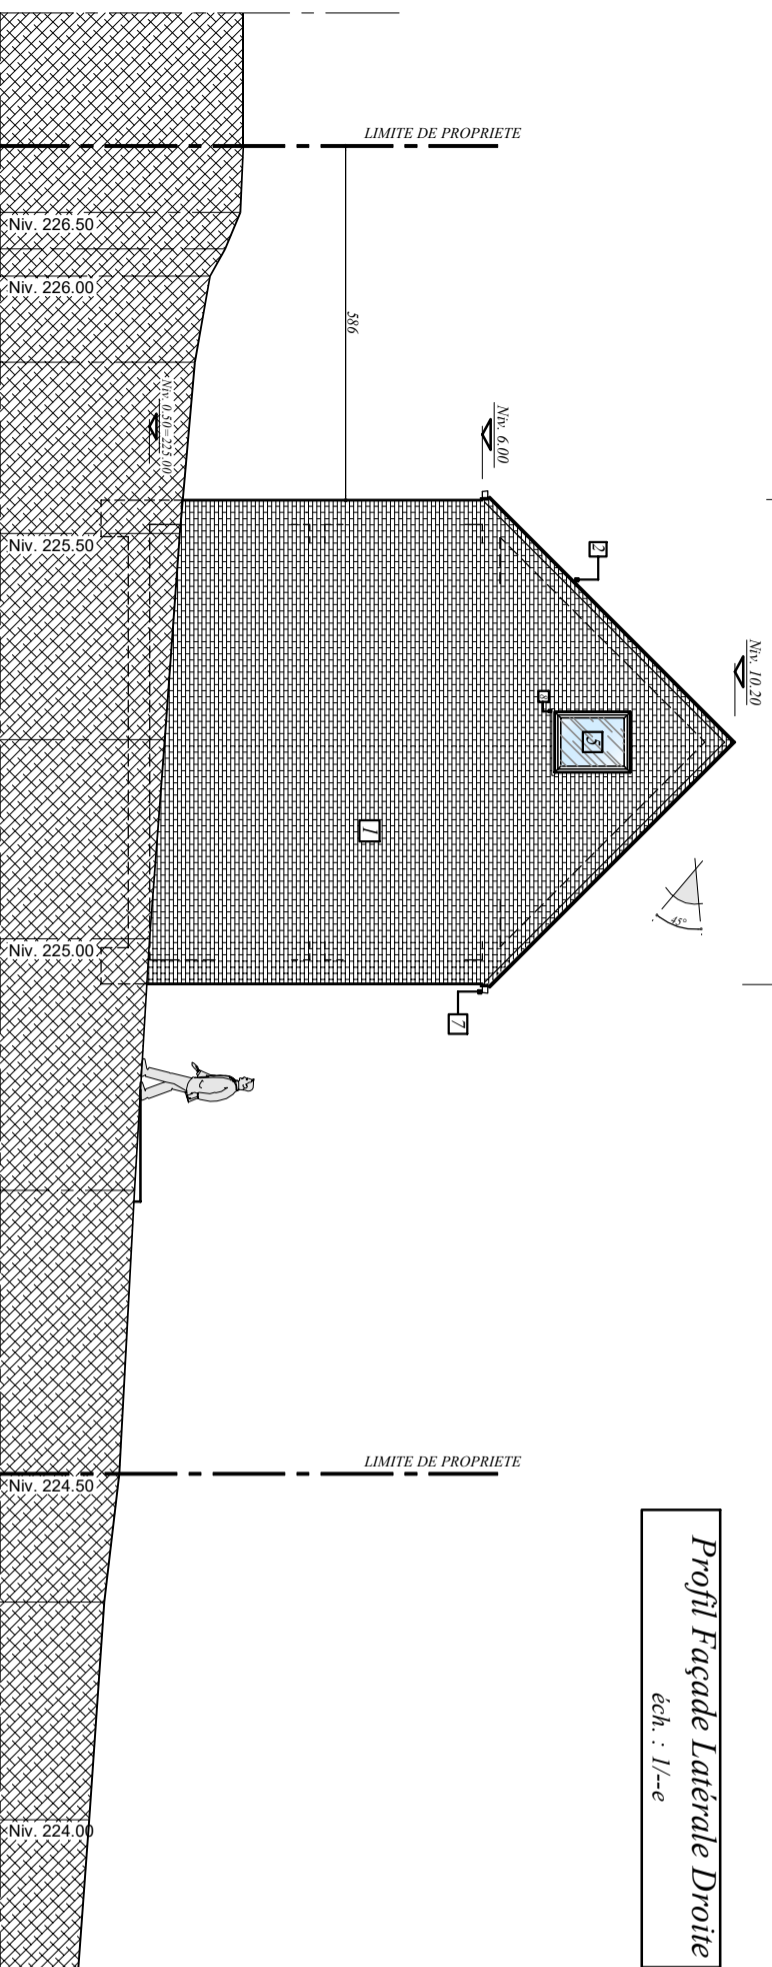 Profil Façade Latérale Droite
éch. : 1/--e
LIMITE DE PROPRIETE
586
Niv. 6.00
Niv. 10.20
Niv. 0.50=225.00
2
5
1
45°
7
LIMITE DE PROPRIETE
Niv. 226.50
Niv. 226.00
Niv. 225.50
Niv. 225.00
Niv. 224.50
Niv. 224.00